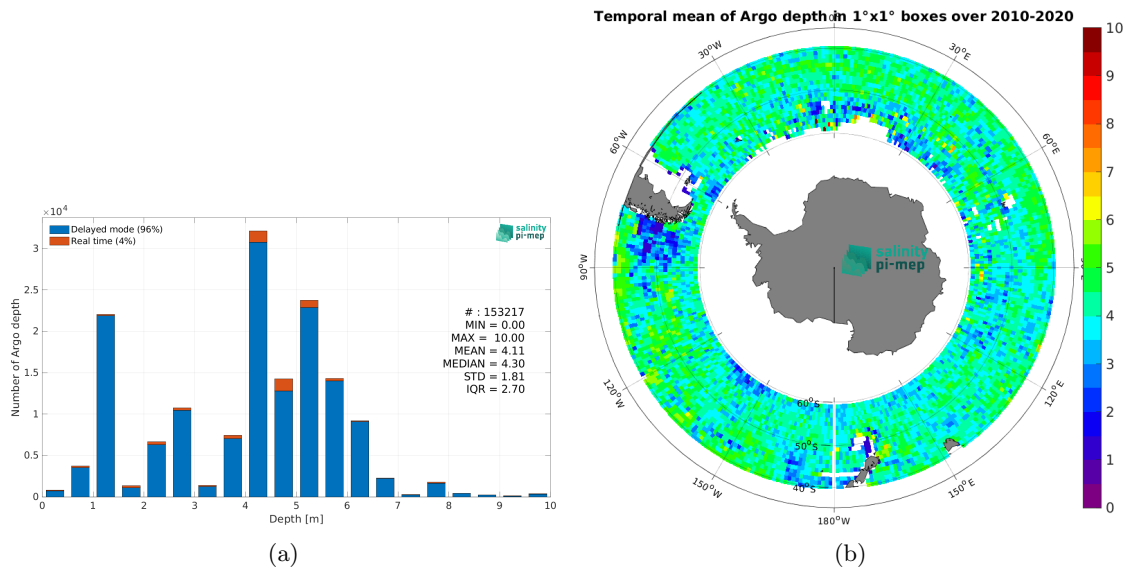 Temporal mean of Argo depth in 1°x1° boxes over 2010-2020
×10⁴
Delayed mode (96%)
Real time (4%)
salinity
pi-mep
# : 153217
MIN = 0.00
MAX = 10.00
MEAN = 4.11
MEDIAN = 4.30
STD = 1.81
IQR = 2.70
Number of Argo depth
3
2.5
2
1.5
1
0.5
0
0 1 2 3 4 5 6 7 8 9 10
Depth [m]
(a)
30°W
30°E
60°W
60°E
90°W
120°W
120°E
150°W
150°E
180°W
60°S
50°S
40°S
salinity
pi-mep
10
9
8
7
6
5
4
3
2
1
0
(b)